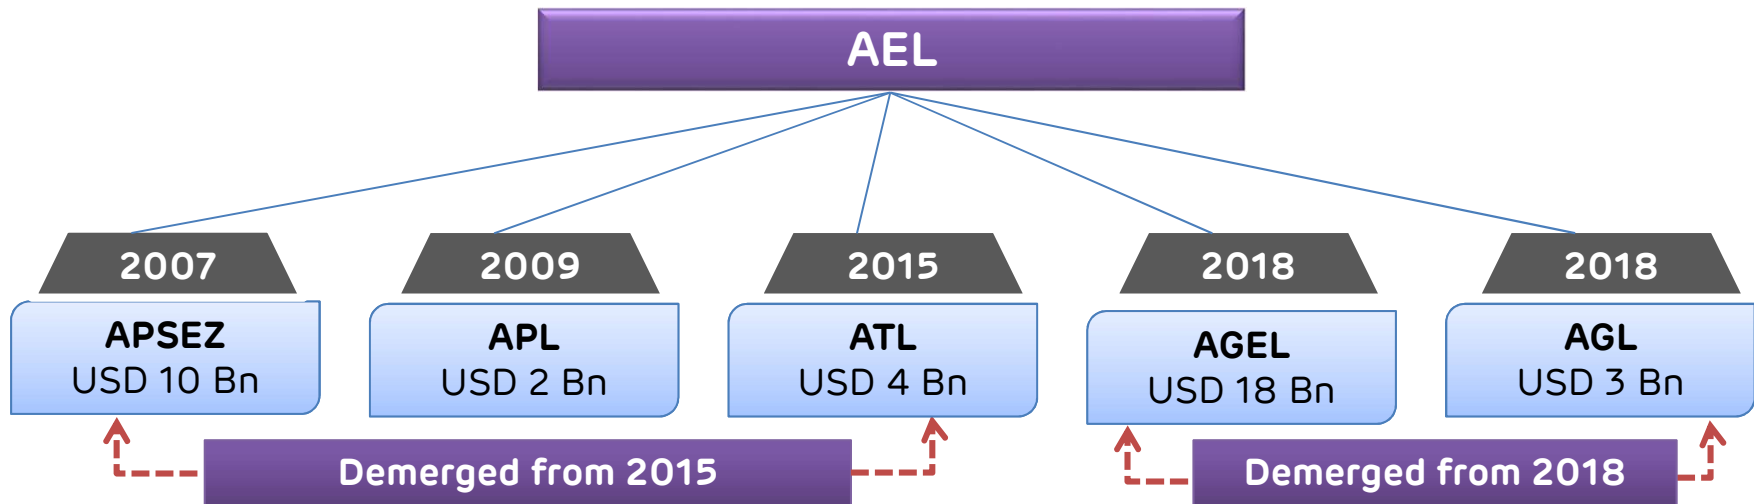 AEL
2007
2009
2015
2018
2018
APSEZ
USD 10 Bn
APL
USD 2 Bn
ATL
USD 4 Bn
AGEL
USD 18 Bn
AGL
USD 3 Bn
Demerged from 2015
Demerged from 2018